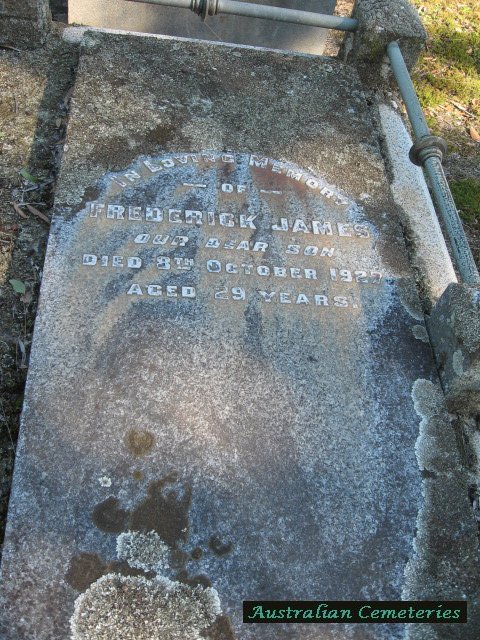 IN LOVING MEMORY
— OF —
FREDERICK JAMES
OUR DEAR SON
DIED 8TH OCTOBER 1927
AGED 29 YEARS.
Australian Cemeteries